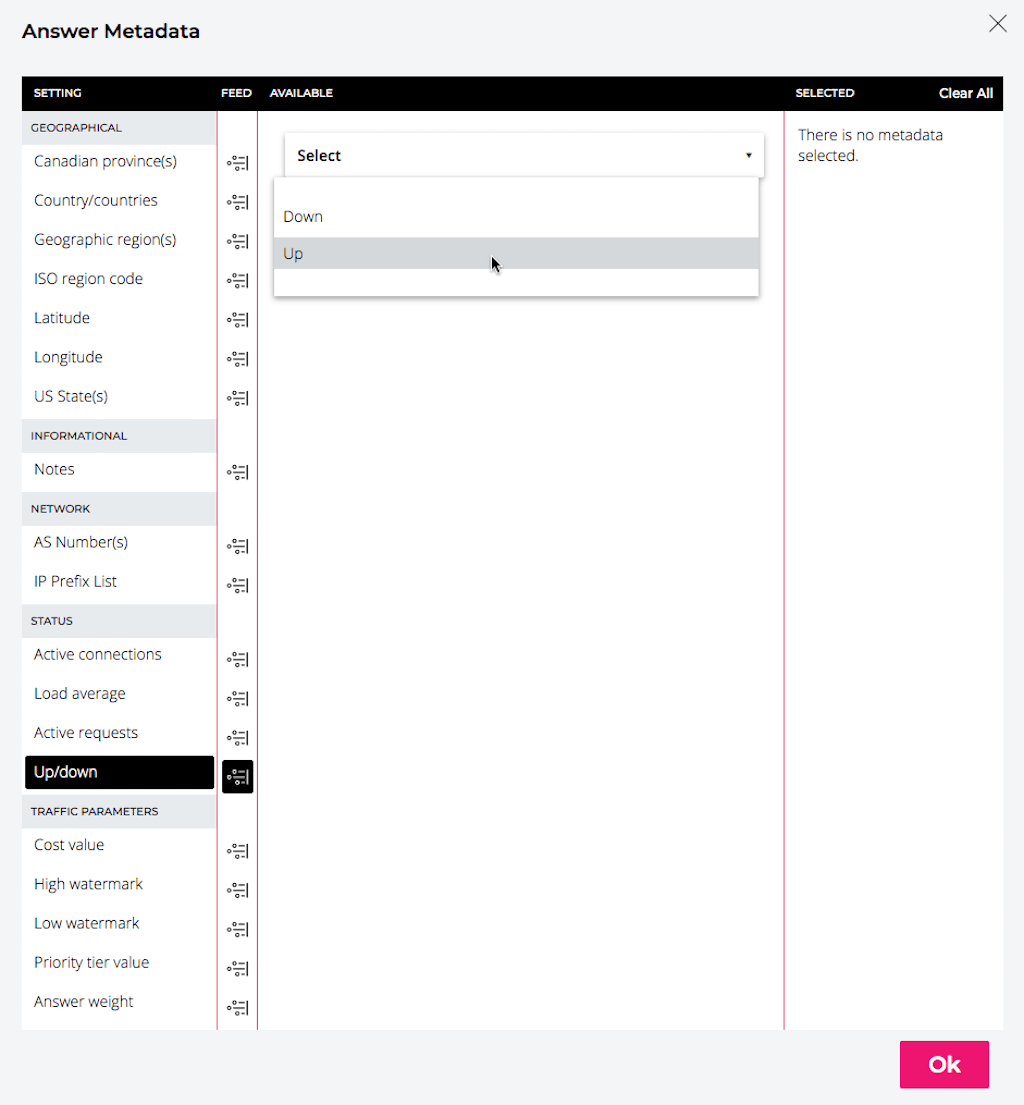 Answer Metadata
SETTING FEED AVAILABLE SELECTED Clear All
GEOGRAPHICAL
Canadian province(s)
Country/countries
Geographic region(s)
ISO region code
Latitude
Longitude
US State(s)
INFORMATIONAL
Notes
NETWORK
AS Number(s)
IP Prefix List
STATUS
Active connections
Load average
Active requests
Up/down
TRAFFIC PARAMETERS
Cost value
High watermark
Low watermark
Priority tier value
Answer weight
Select
Down
Up
There is no metadata
selected.
Ok